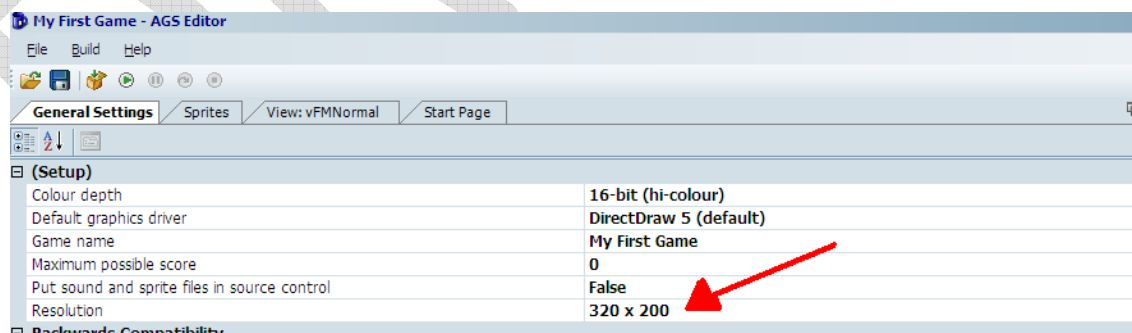 My First Game - AGS Editor
File Build Help
General Settings Sprites View: vFMNormal Start Page
(Setup)
Colour depth 16-bit (hi-colour)
Default graphics driver DirectDraw 5 (default)
Game name My First Game
Maximum possible score 0
Put sound and sprite files in source control False
Resolution 320 x 200
Backwards Compatibility